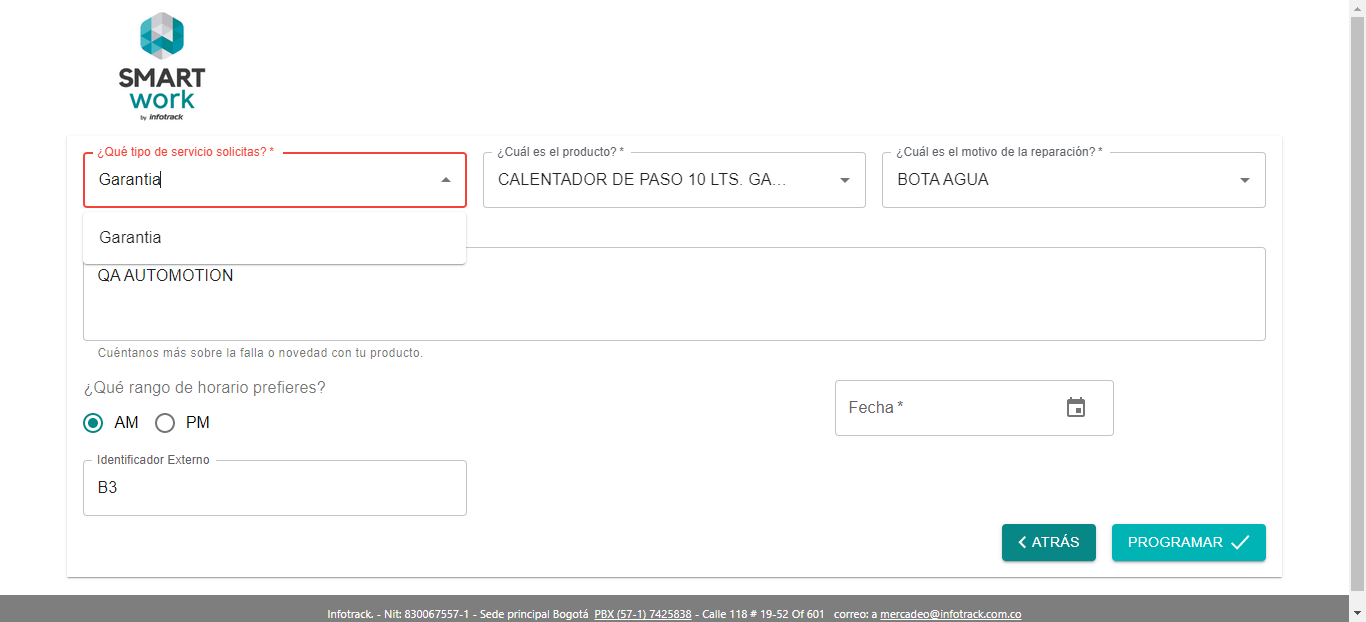 SMART
work
by infotrack
¿Qué tipo de servicio solicitas? *
Garantia
¿Cuál es el producto? *
CALENTADOR DE PASO 10 LTS. GA...
¿Cuál es el motivo de la reparación? *
BOTA AGUA
Garantia
QA AUTOMOTION
Cuéntanos más sobre la falla o novedad con tu producto.
¿Qué rango de horario prefieres?
AM
PM
Fecha *
Identificador Externo
B3
ATRÁS
PROGRAMAR
Infotrack. - Nit: 830067557-1 - Sede principal Bogotá PBX (57-1) 7425838 - Calle 118 # 19-52 Of 601 correo: a mercadeo@infotrack.com.co